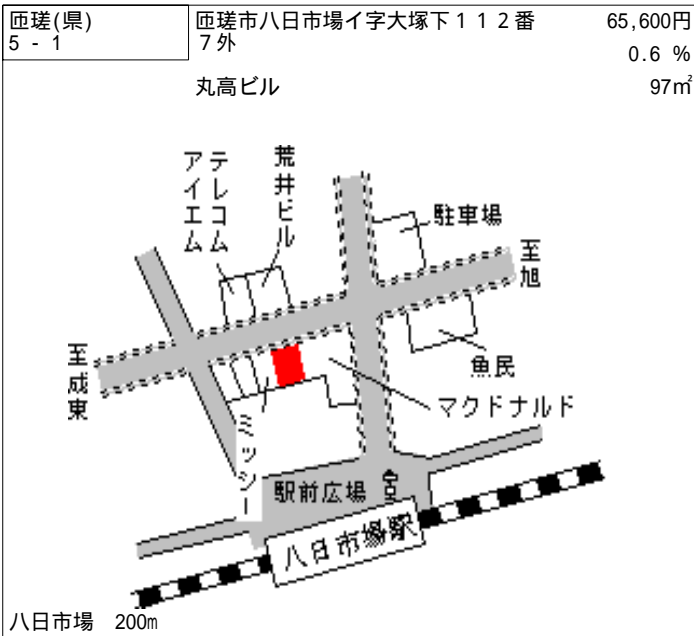 匝瑳(県)
5 - 1
匝瑳市八日市場イ字大塚下１１２番
７外
65,600円
0.6 %
丸高ビル
97㎡
アイエム
テレコム
荒井ビル
駐車場
至旭
至成東
魚民
マクドナルド
ミッシー
駅前広場
八日市場駅
八日市場 200m